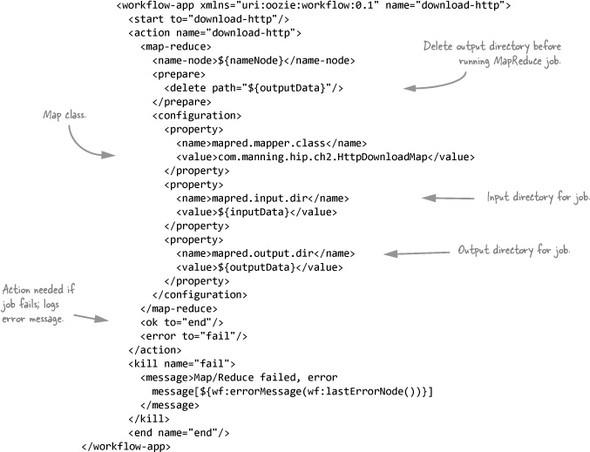 <workflow-app xmlns="uri:oozie:workflow:0.1" name="download-http">
<start to="download-http"/>
<action name="download-http">
<map-reduce>
<name-node>${nameNode}</name-node>
<prepare>
<delete path="${outputData}"/>
</prepare>
<configuration>
<property>
<name>mapred.mapper.class</name>
<value>com.manning.hip.ch2.HttpDownloadMap</value>
</property>
<property>
<name>mapred.input.dir</name>
<value>${inputData}</value>
</property>
<property>
<name>mapred.output.dir</name>
<value>${outputData}</value>
</property>
</configuration>
</map-reduce>
<ok to="end"/>
<error to="fail"/>
</action>
<kill name="fail">
<message>Map/Reduce failed, error
message[${wf:errorMessage(wf:lastErrorNode())}]
</message>
</kill>
<end name="end"/>
</workflow-app>
Delete output directory before
running MapReduce job.
Map class.
Input directory for job.
Output directory for job.
Action needed if
job fails; logs
error message.